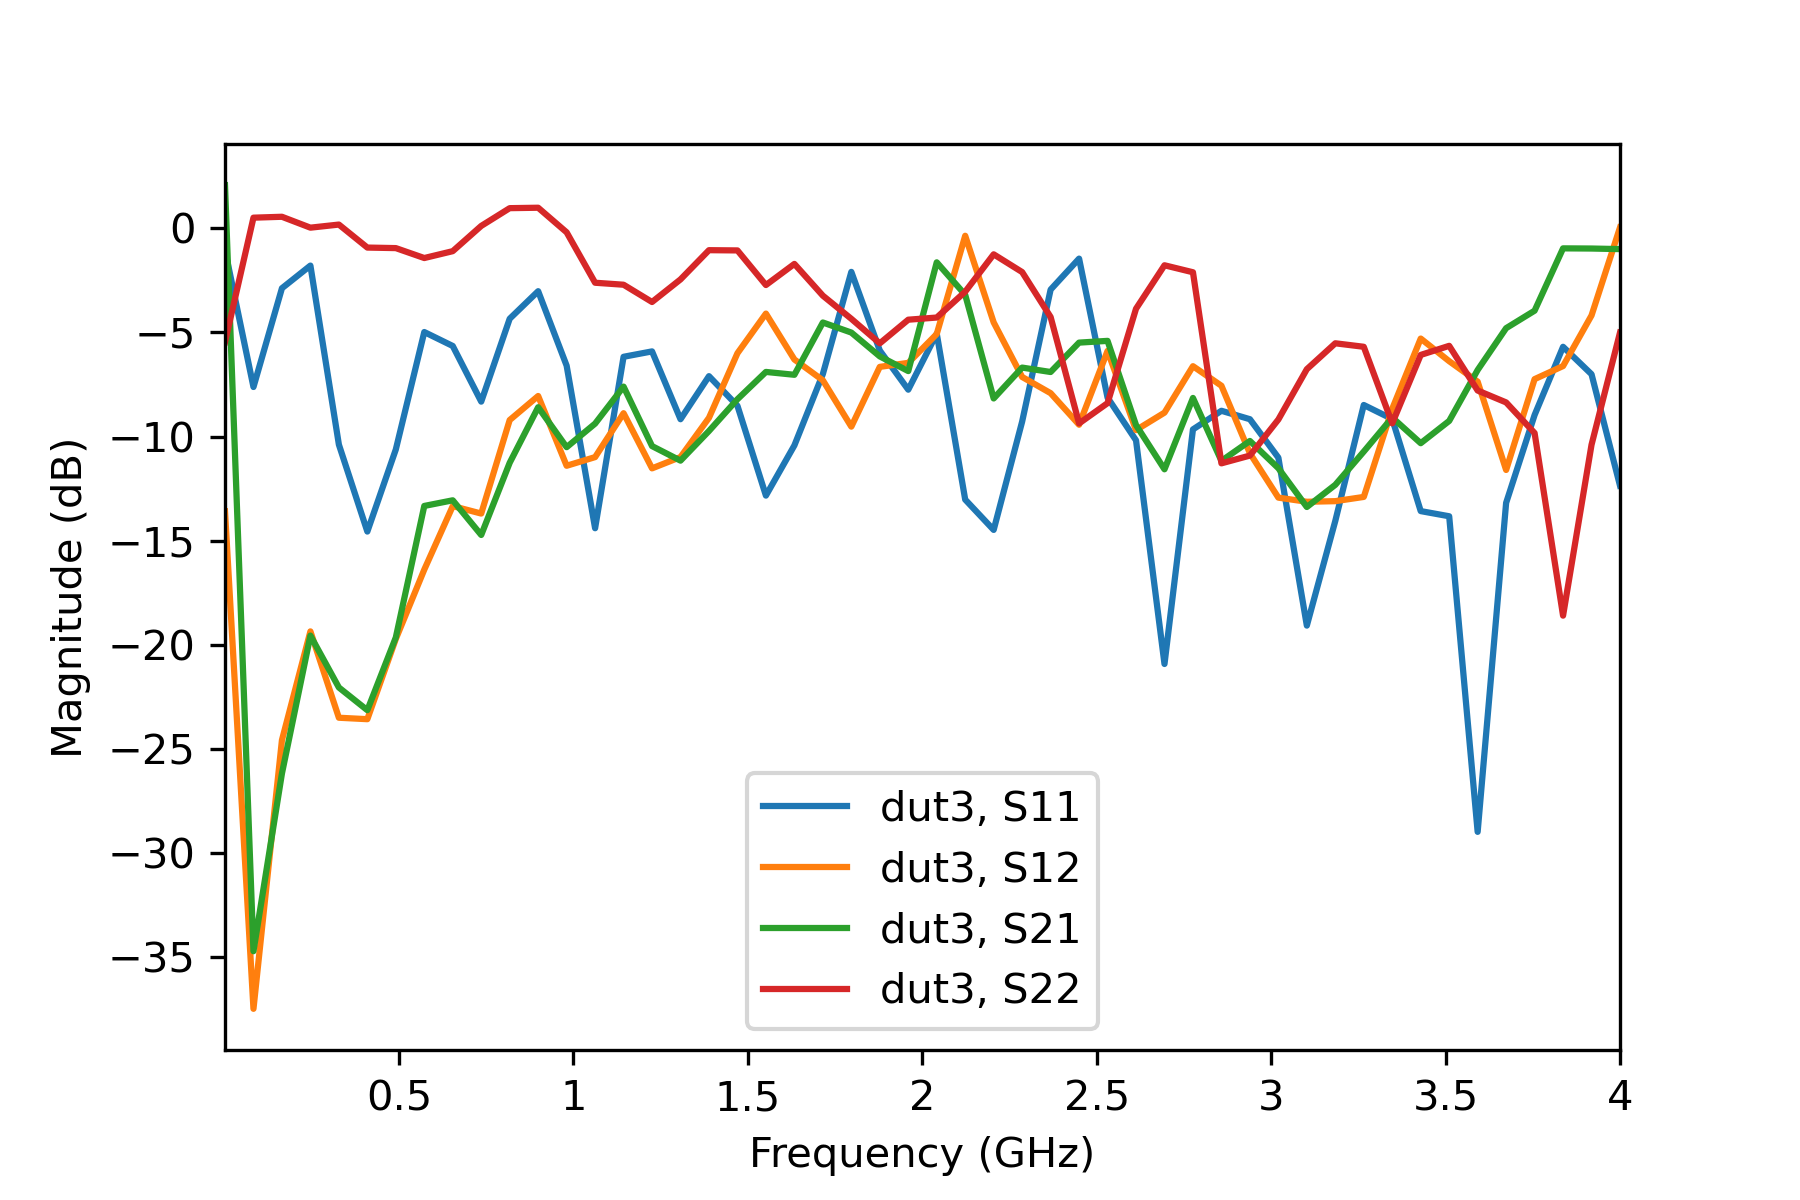 Magnitude (dB)
0
−5
−10
−15
−20
−25
−30
−35
dut3, S11
dut3, S12
dut3, S21
dut3, S22
0.5 1 1.5 2 2.5 3 3.5 4
Frequency (GHz)